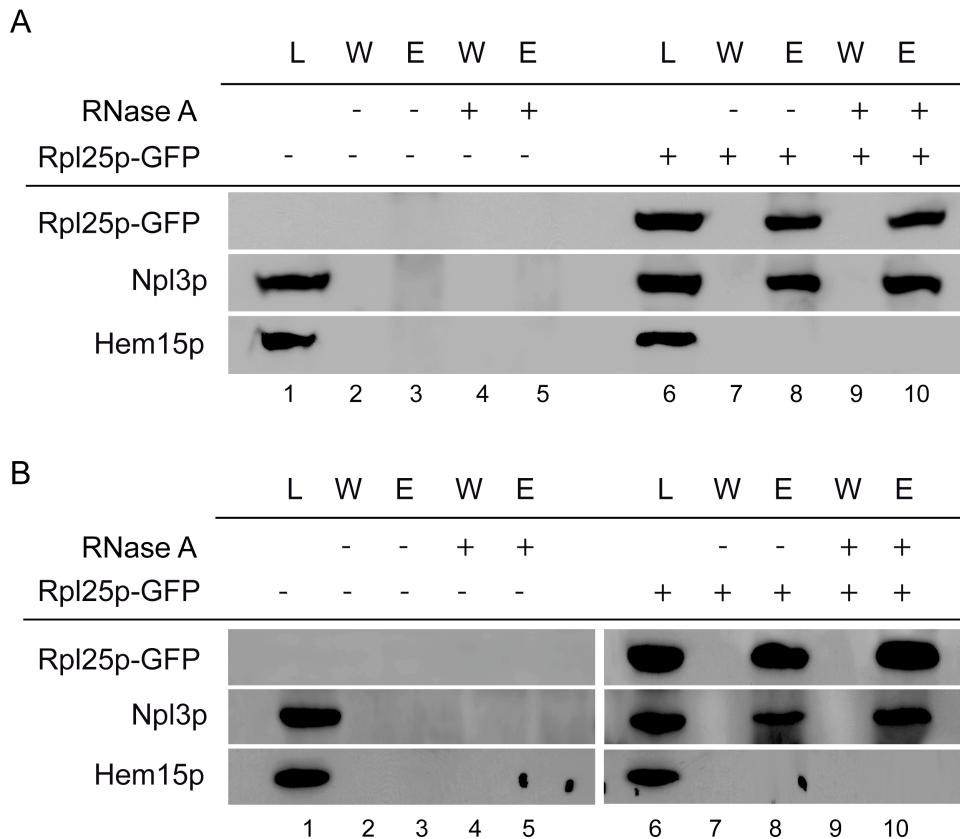 A
L W E W E L W E W E
RNase A - - + + - - + +
Rpl25p-GFP - - - - - + + + + +
Rpl25p-GFP
Npl3p
Hem15p
1 2 3 4 5 6 7 8 9 10
B
L W E W E L W E W E
RNase A - - + + - - + +
Rpl25p-GFP - - - - - + + + + +
Rpl25p-GFP
Npl3p
Hem15p
1 2 3 4 5 6 7 8 9 10